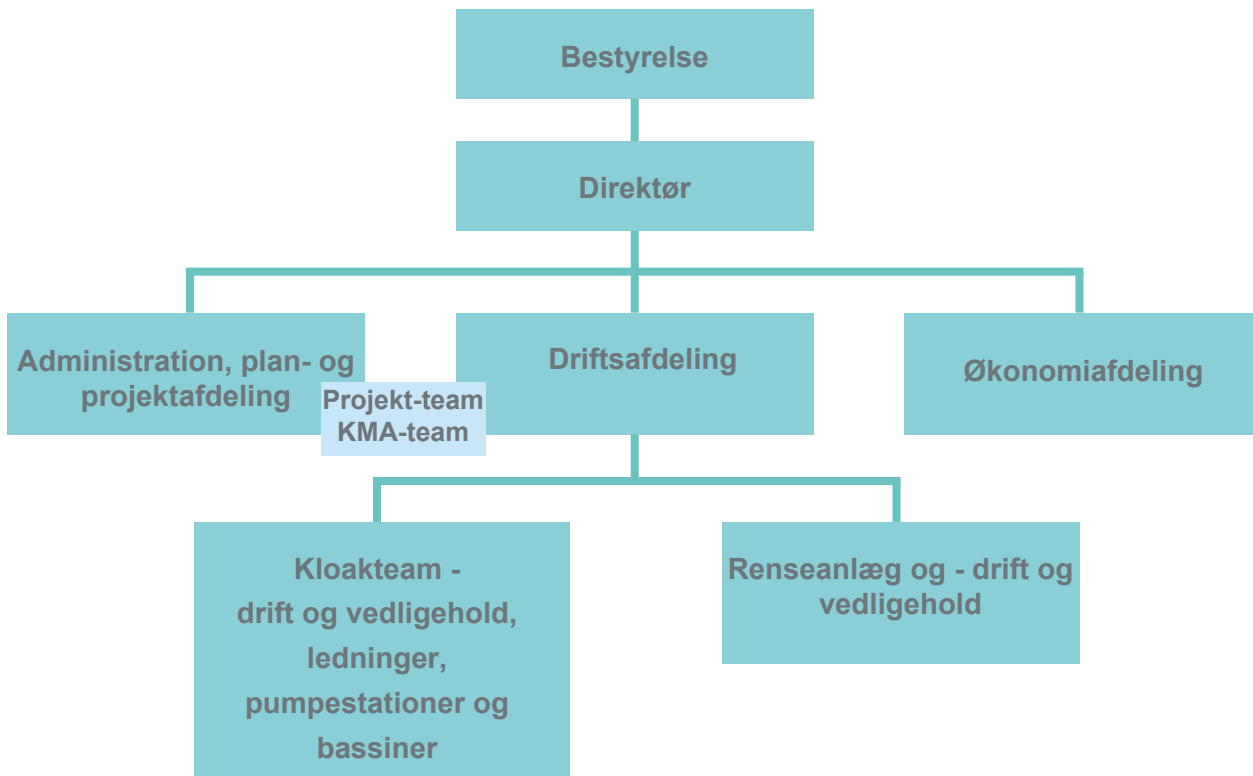 Bestyrelse
Direktør
Administration, plan- og
projektafdeling
Projekt-team
KMA-team
Driftsafdeling
Økonomiafdeling
Kloakteam -
drift og vedligehold,
ledninger,
pumpestationer og
bassiner
Renseanlæg og - drift og
vedligehold